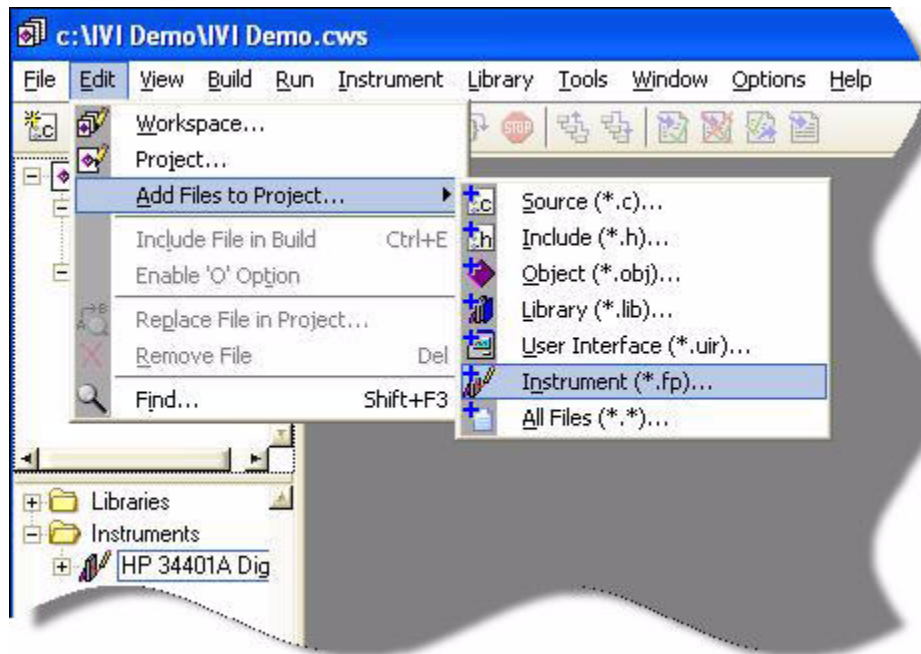 c:\IVI Demo\IVI Demo.cws
File Edit View Build Run Instrument Library Tools Window Options Help
.c
STOP
Workspace...
Project...
Add Files to Project...
Include File in Build Ctrl+E
Enable 'O' Option
Replace File in Project...
Remove File Del
Find... Shift+F3
.c Source (*.c)...
.h Include (*.h)...
Object (*.obj)...
Library (*.lib)...
User Interface (*.uir)...
Instrument (*.fp)...
All Files (*.*)...
Libraries
Instruments
HP 34401A Dig